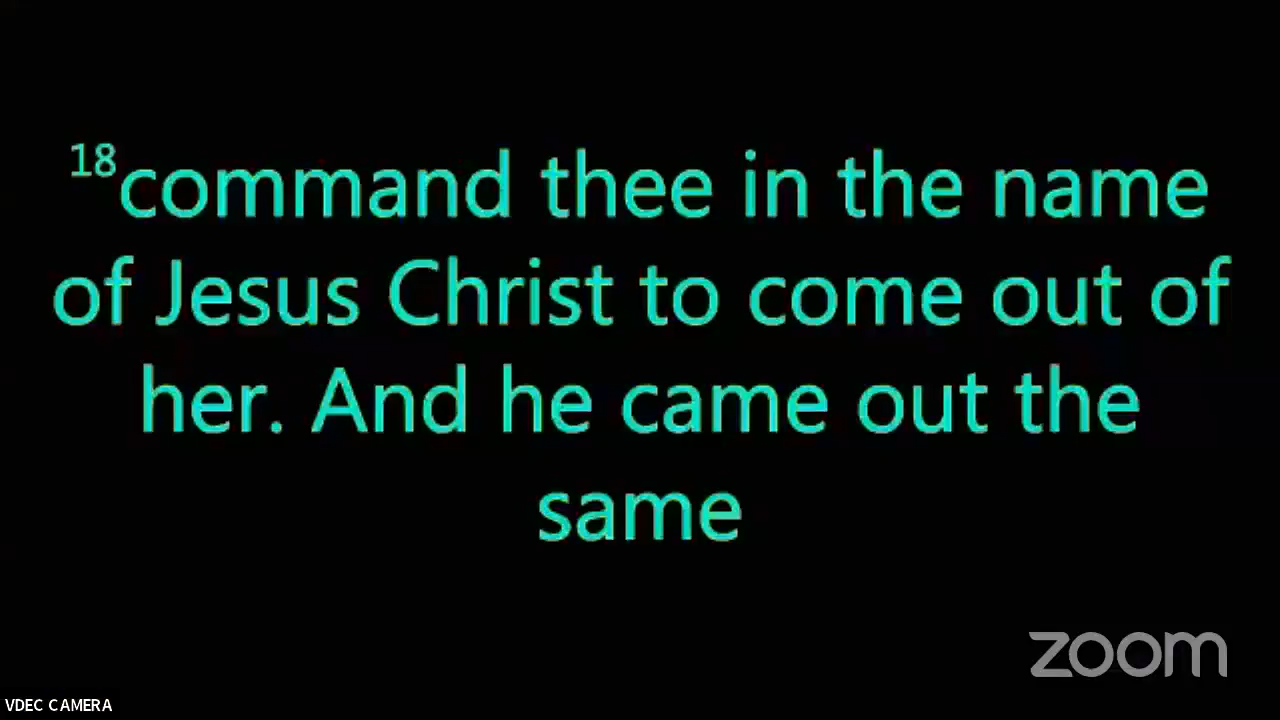 18command thee in the name
of Jesus Christ to come out of
her. And he came out the
same
zoom
VDEC CAMERA